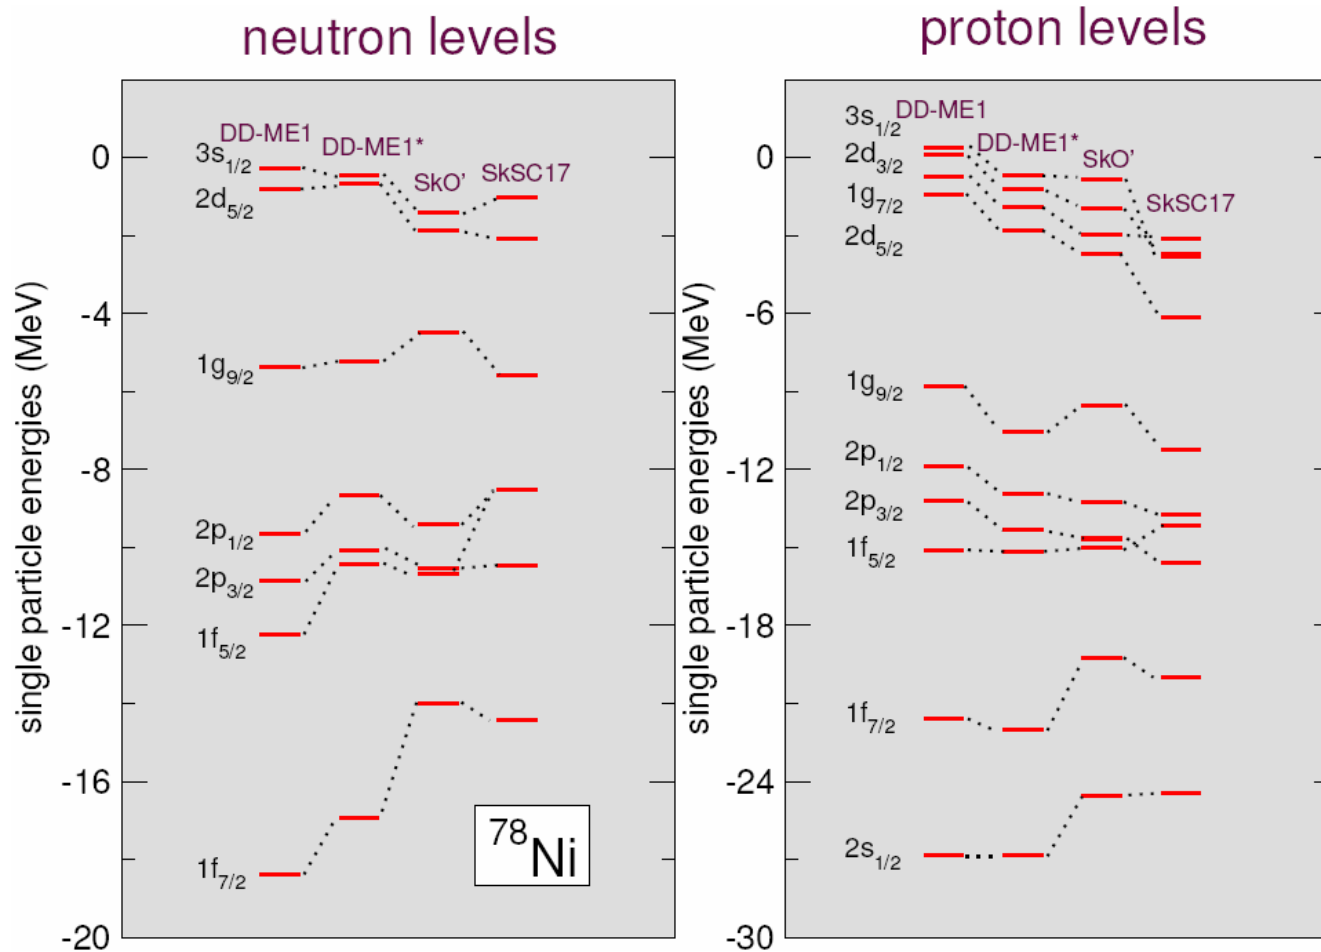 neutron levels
proton levels
DD-ME1
DD-ME1*
SkO'
SkSC17
3s1/2
2d5/2
1g9/2
2p1/2
2p3/2
1f5/2
1f7/2
0
-4
-8
-12
-16
-20
single particle energies (MeV)
78Ni
DD-ME1
DD-ME1*
SkO'
SkSC17
3s1/2
2d3/2
1g7/2
2d5/2
1g9/2
2p1/2
2p3/2
1f5/2
1f7/2
2s1/2
0
-6
-12
-18
-24
-30
single particle energies (MeV)